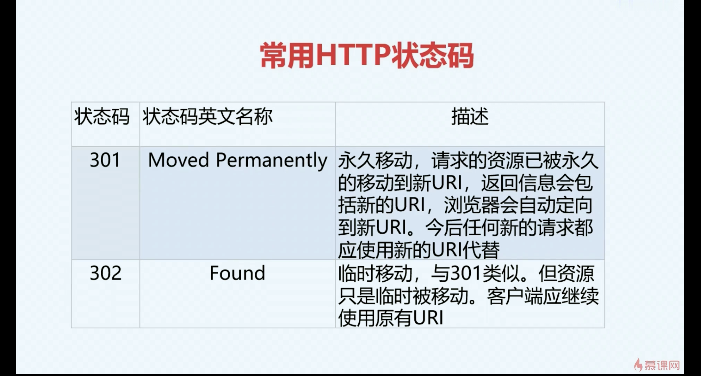 常用HTTP状态码
状态码 状态码英文名称 描述
301 Moved Permanently 永久移动，请求的资源已被永久
的移动到新URI，返回信息会包
括新的URI，浏览器会自动定向
到新URI。今后任何新的请求都
应使用新的URI代替
302 Found 临时移动，与301类似。但资源
只是临时被移动。客户端应继续
使用原有URI
慕课网